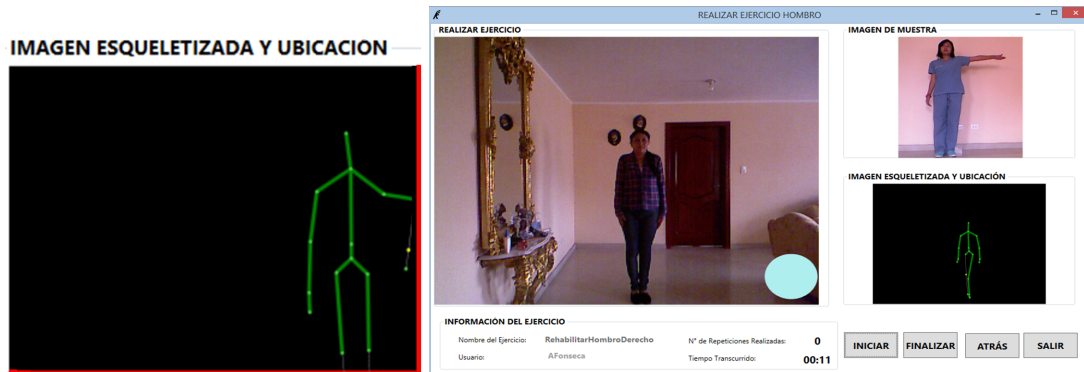 IMAGEN ESQUELETIZADA Y UBICACION
REALIZAR EJERCICIO HOMBRO
REALIZAR EJERCICIO
IMAGEN DE MUESTRA
IMAGEN ESQUELETIZADA Y UBICACIÓN
INFORMACIÓN DEL EJERCICIO
Nombre del Ejercicio: RehabilitarHombroDerecho N° de Repeticiones Realizadas: 0
Usuario: AFonseca Tiempo Transcurrido: 00:11
INICIAR FINALIZAR ATRÁS SALIR